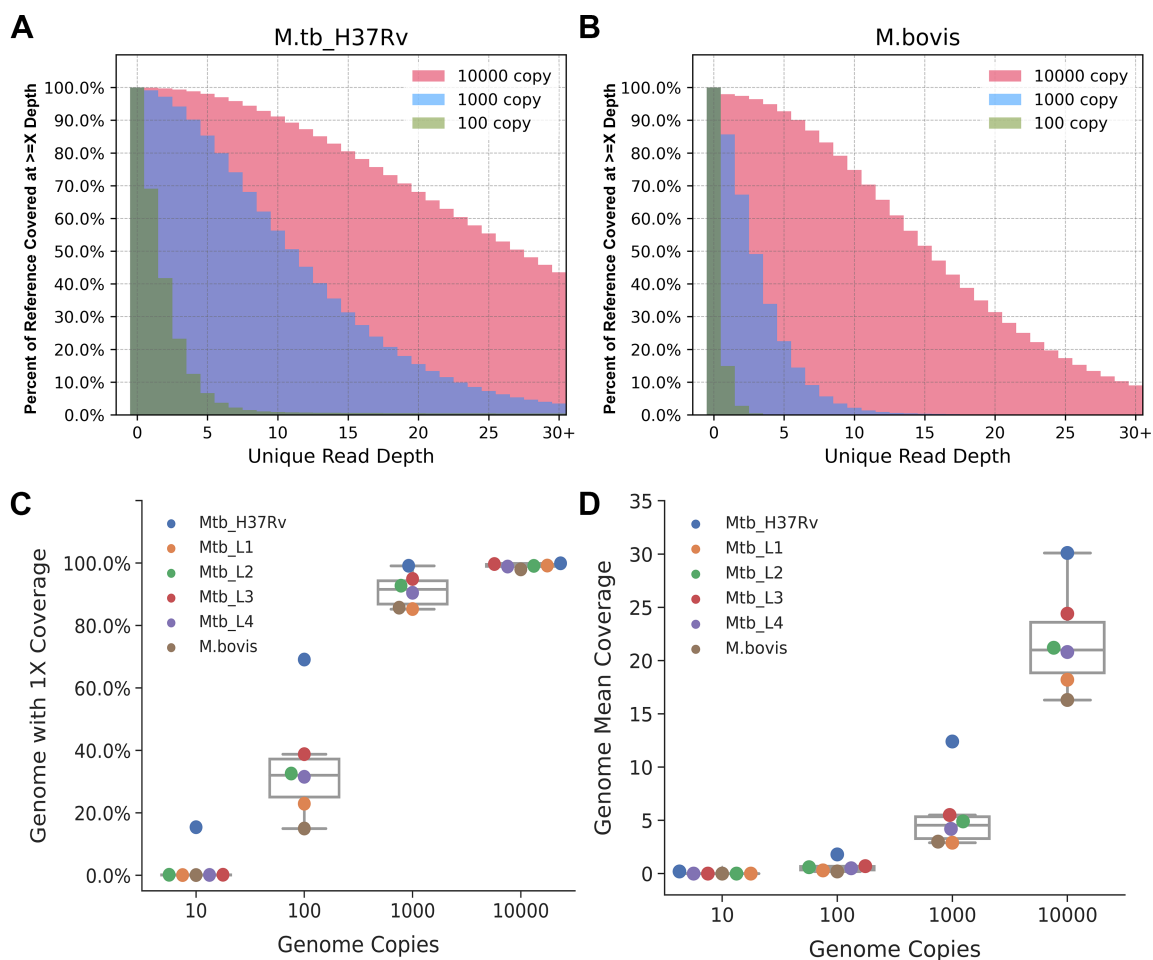 A
M.tb_H37Rv
Percent of Reference Covered at >=X Depth
100.0%
90.0%
80.0%
70.0%
60.0%
50.0%
40.0%
30.0%
20.0%
10.0%
0.0%
10000 copy
1000 copy
100 copy
0 5 10 15 20 25 30+
Unique Read Depth
B
M.bovis
Percent of Reference Covered at >=X Depth
100.0%
90.0%
80.0%
70.0%
60.0%
50.0%
40.0%
30.0%
20.0%
10.0%
0.0%
10000 copy
1000 copy
100 copy
0 5 10 15 20 25 30+
Unique Read Depth
C
Genome with 1X Coverage
100.0%
80.0%
60.0%
40.0%
20.0%
0.0%
Mtb_H37Rv
Mtb_L1
Mtb_L2
Mtb_L3
Mtb_L4
M.bovis
10 100 1000 10000
Genome Copies
D
Genome Mean Coverage
35
30
25
20
15
10
5
0
Mtb_H37Rv
Mtb_L1
Mtb_L2
Mtb_L3
Mtb_L4
M.bovis
10 100 1000 10000
Genome Copies